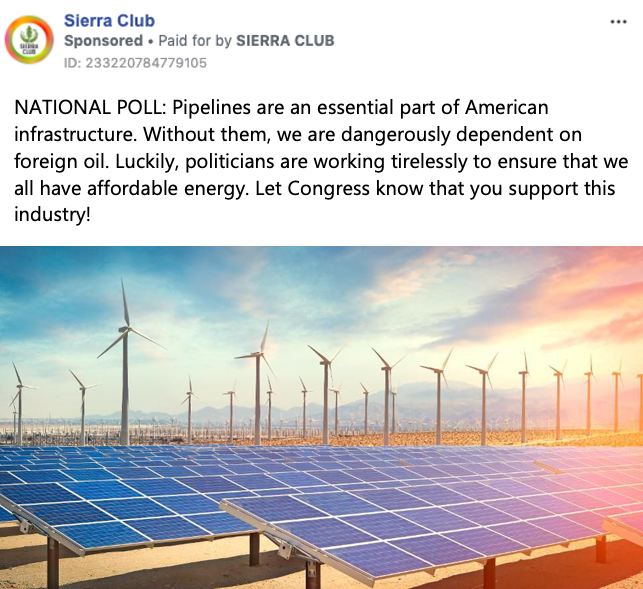 Sierra Club
Sponsored • Paid for by SIERRA CLUB
ID: 233220784779105
NATIONAL POLL: Pipelines are an essential part of American
infrastructure. Without them, we are dangerously dependent on
foreign oil. Luckily, politicians are working tirelessly to ensure that we
all have affordable energy. Let Congress know that you support this
industry!
SIERRA
CLUB